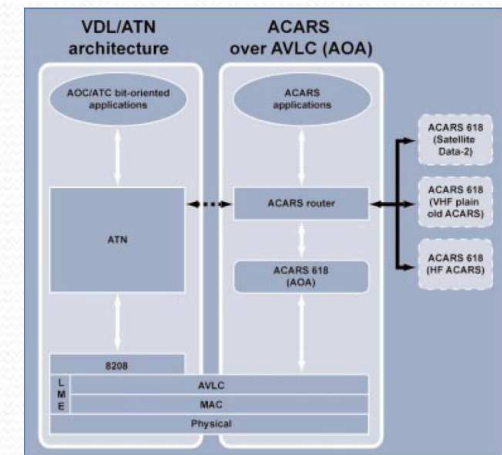 VDL/ATN
architecture
AOC/ATC bit-oriented
applications
ATN
8208
ACARS
over AVLC (AOA)
ACARS
applications
ACARS router
ACARS 618
(AOA)
ACARS 618
(Satellite
Data-2)
ACARS 618
(VHF plain
old ACARS)
ACARS 618
(HF ACARS)
L
M
E
AVLC
MAC
Physical